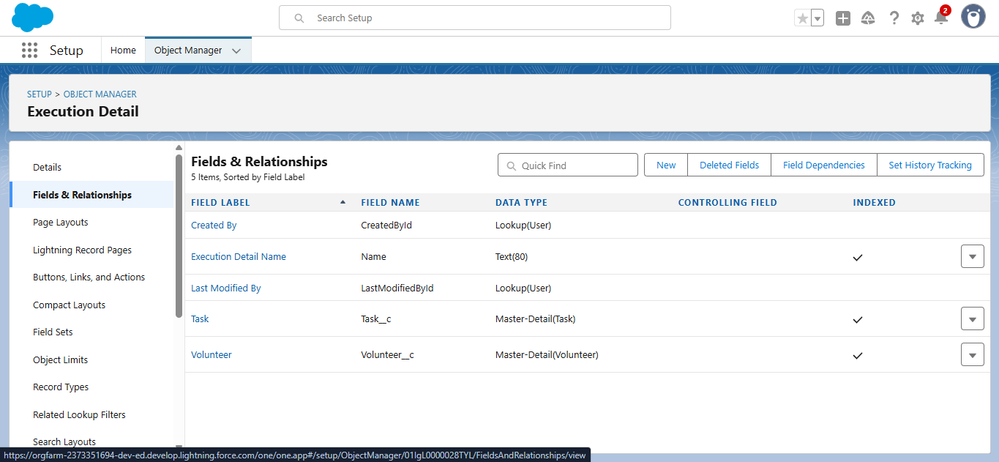 Search Setup
2
Setup
Home
Object Manager
SETUP > OBJECT MANAGER
Execution Detail
Details
Fields & Relationships
Page Layouts
Lightning Record Pages
Buttons, Links, and Actions
Compact Layouts
Field Sets
Object Limits
Record Types
Related Lookup Filters
Search Layouts
Fields & Relationships
5 Items, Sorted by Field Label
Quick Find
New
Deleted Fields
Field Dependencies
Set History Tracking
FIELD LABEL FIELD NAME DATA TYPE CONTROLLING FIELD INDEXED
Created By CreatedById Lookup(User)
Execution Detail Name Name Text(80)
Last Modified By LastModifiedById Lookup(User)
Task Task__c Master-Detail(Task)
Volunteer Volunteer__c Master-Detail(Volunteer)
https://orgfarm-2373351694-dev-ed.develop.lightning.force.com/one/one.app#/setup/ObjectManager/01IgL0000028TYL/FieldsAndRelationships/view